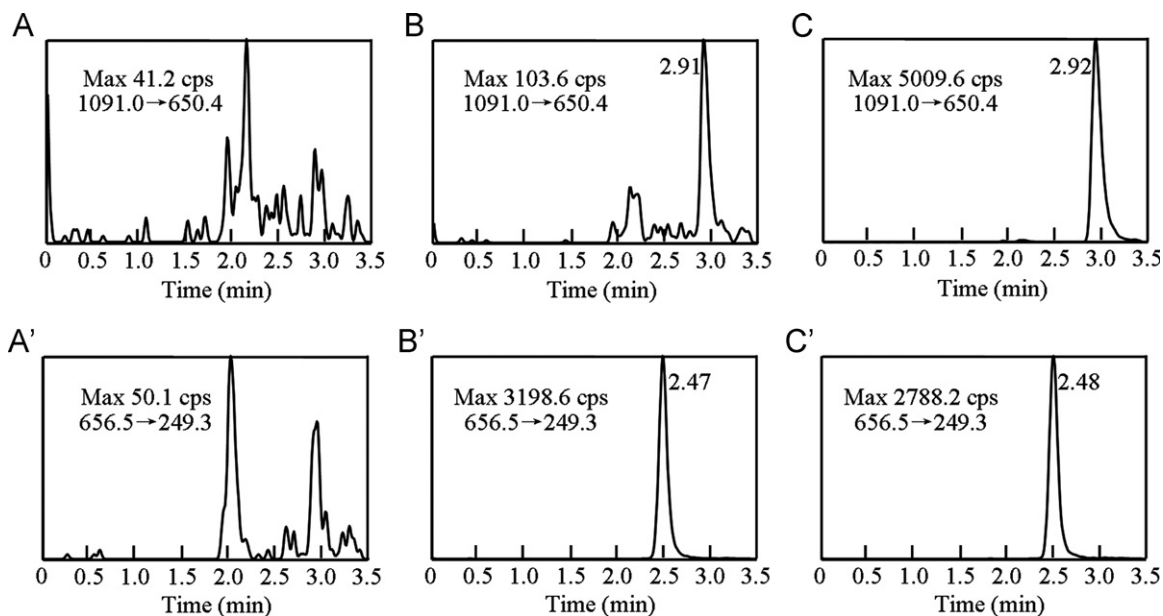 A
Max 41.2 cps
1091.0→650.4
0 0.5 1.0 1.5 2.0 2.5 3.0 3.5
Time (min)
B
2.91
Max 103.6 cps
1091.0→650.4
0 0.5 1.0 1.5 2.0 2.5 3.0 3.5
Time (min)
C
2.92
Max 5009.6 cps
1091.0→650.4
0 0.5 1.0 1.5 2.0 2.5 3.0 3.5
Time (min)
A’
Max 50.1 cps
656.5→249.3
0 0.5 1.0 1.5 2.0 2.5 3.0 3.5
Time (min)
B’
2.47
Max 3198.6 cps
656.5→249.3
0 0.5 1.0 1.5 2.0 2.5 3.0 3.5
Time (min)
C’
2.48
Max 2788.2 cps
656.5→249.3
0 0.5 1.0 1.5 2.0 2.5 3.0 3.5
Time (min)